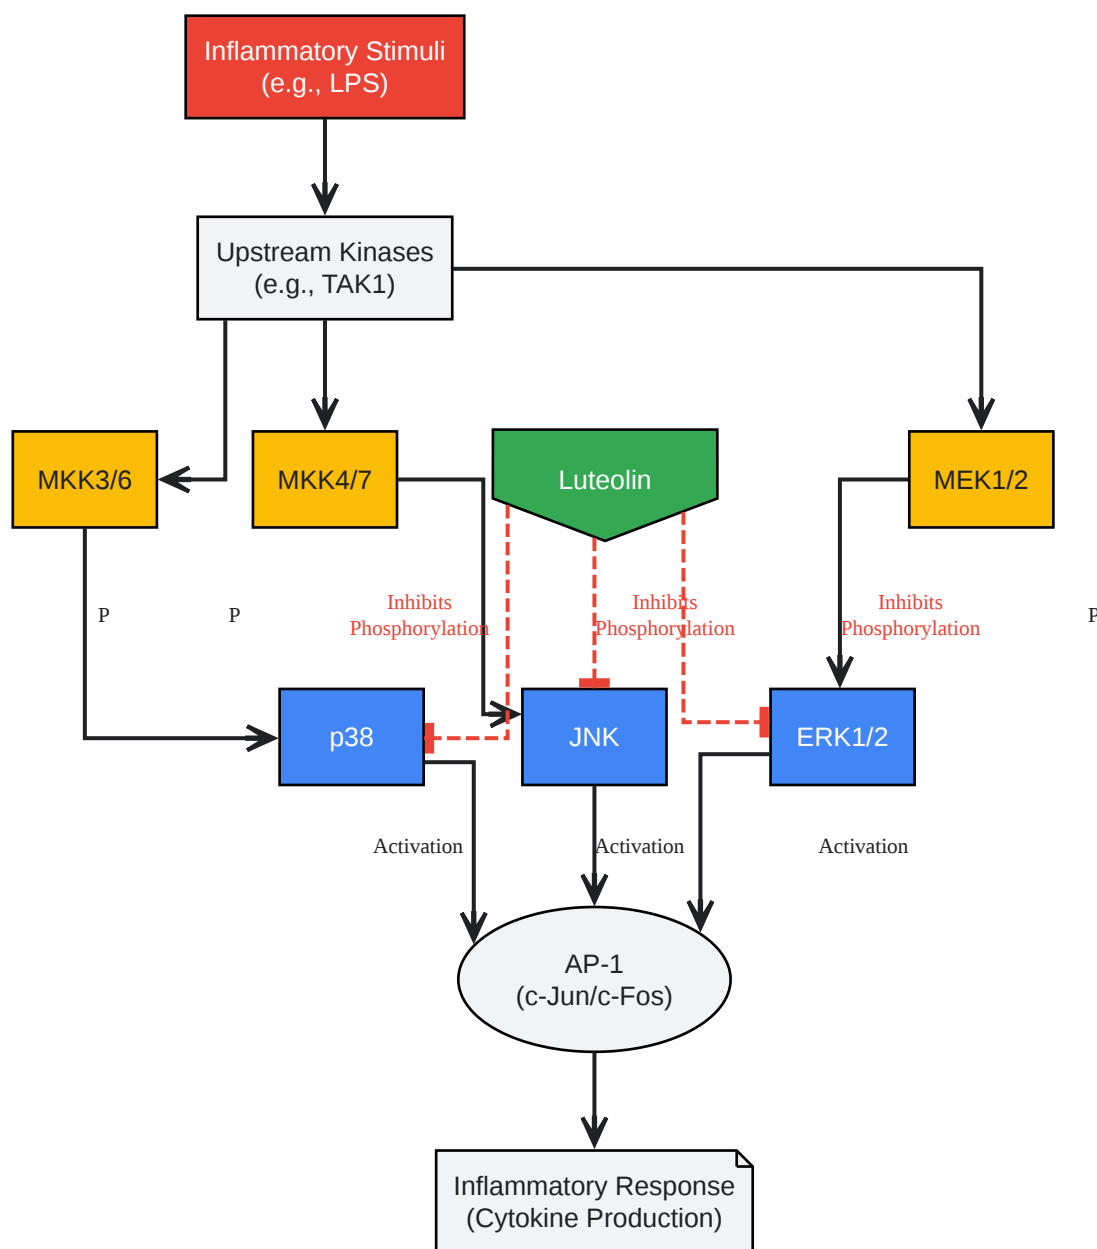 Inflammatory Stimuli
(e.g., LPS)
Upstream Kinases
(e.g., TAK1)
MKK3/6
MKK4/7
Luteolin
MEK1/2
P
P
Inhibits
Phosphorylation
Inhibits
Phosphorylation
Inhibits
Phosphorylation
P
p38
JNK
ERK1/2
Activation
Activation
Activation
AP-1
(c-Jun/c-Fos)
Inflammatory Response
(Cytokine Production)